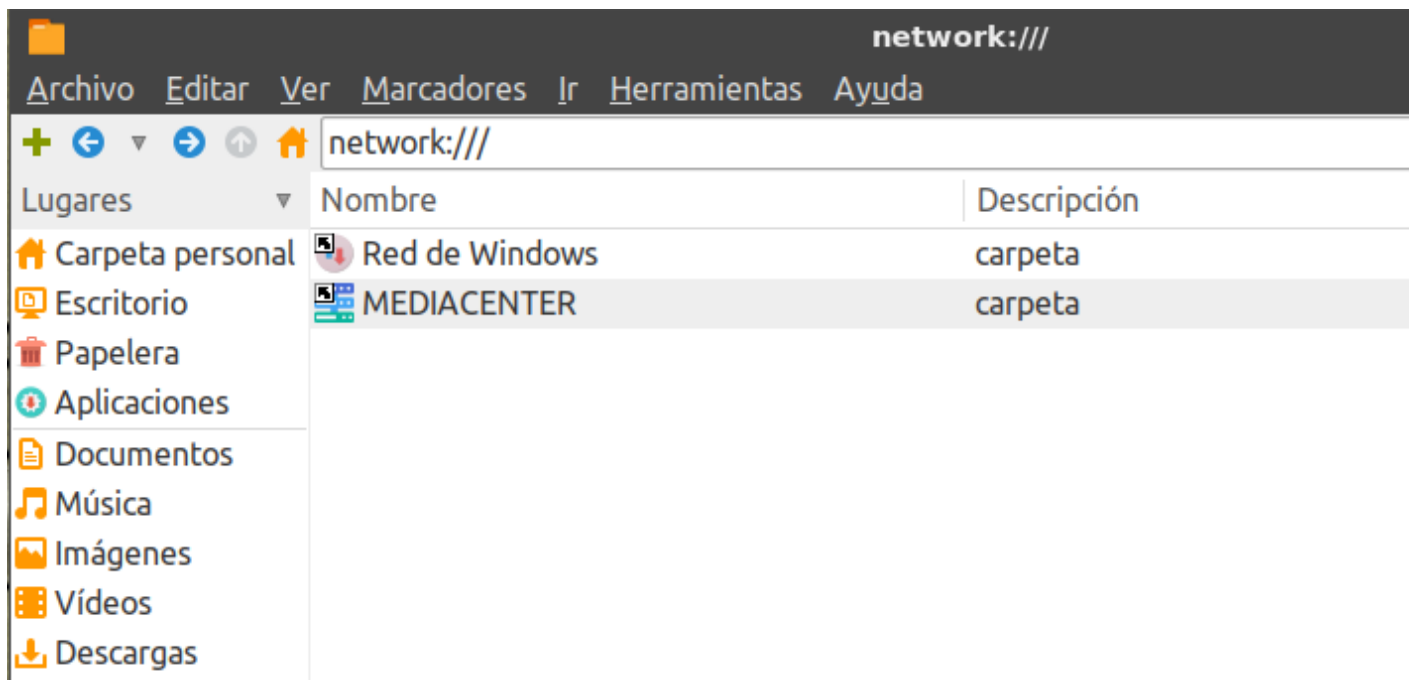 network:///
Archivo Editar Ver Marcadores Ir Herramientas Ayuda
network:///
Lugares Nombre Descripción
Carpeta personal Red de Windows carpeta
Escritorio MEDIACENTER carpeta
Papelera
Aplicaciones
Documentos
Música
Imágenes
Vídeos
Descargas